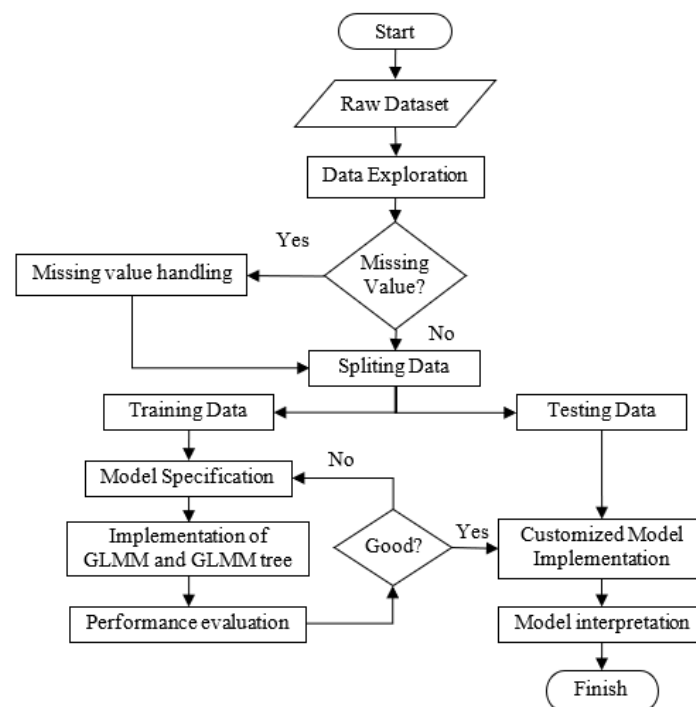 Start
Raw Dataset
Data Exploration
Yes
Missing value handling
Missing
Value?
No
Spliting Data
Training Data
Testing Data
Model Specification
No
Implementation of
GLMM and GLMM tree
Good?
Yes
Customized Model
Implementation
Performance evaluation
Model interpretation
Finish